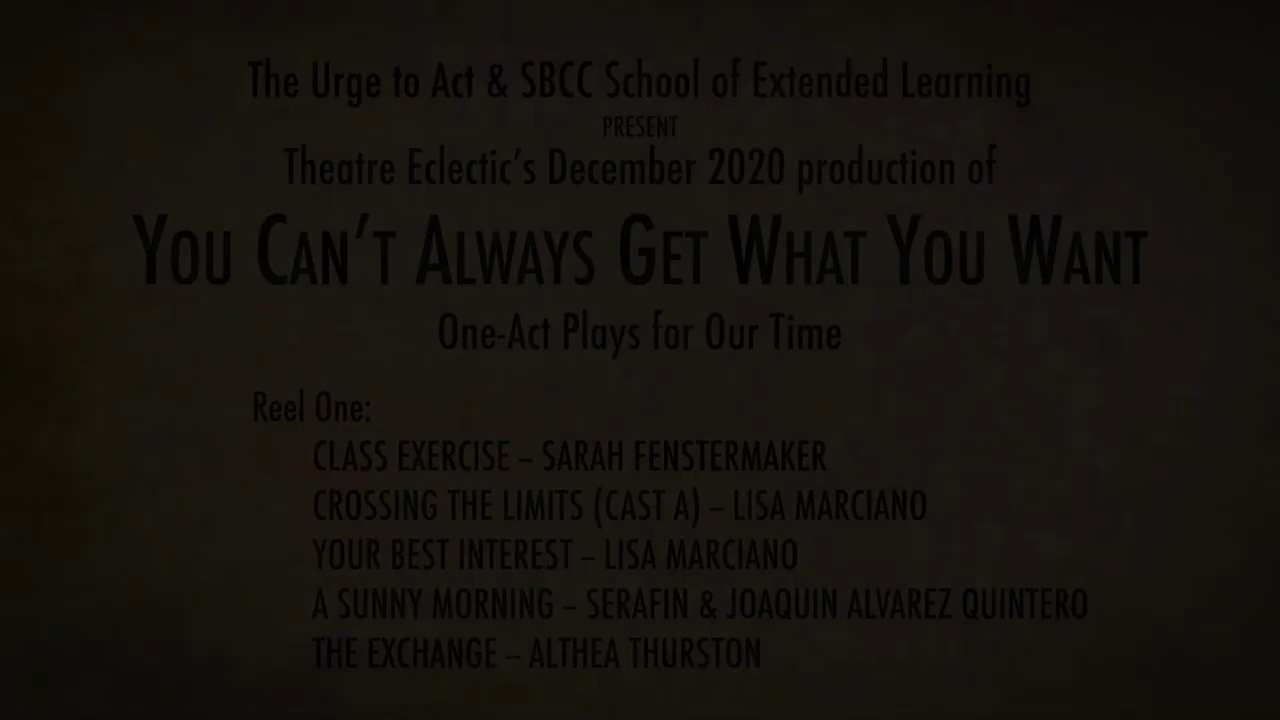 The Urge to Act & SBCC School of Extended Learning
PRESENT
Theatre Eclectic's December 2020 production of
YOU CAN'T ALWAYS GET WHAT YOU WANT
One-Act Plays for Our Time
Reel One:
CLASS EXERCISE – SARAH FENSTERMAKER
CROSSING THE LIMITS (CAST A) – LISA MARCIANO
YOUR BEST INTEREST – LISA MARCIANO
A SUNNY MORNING – SERAFIN & JOAQUIN ALVAREZ QUINTERO
THE EXCHANGE – ALTHEA THURSTON